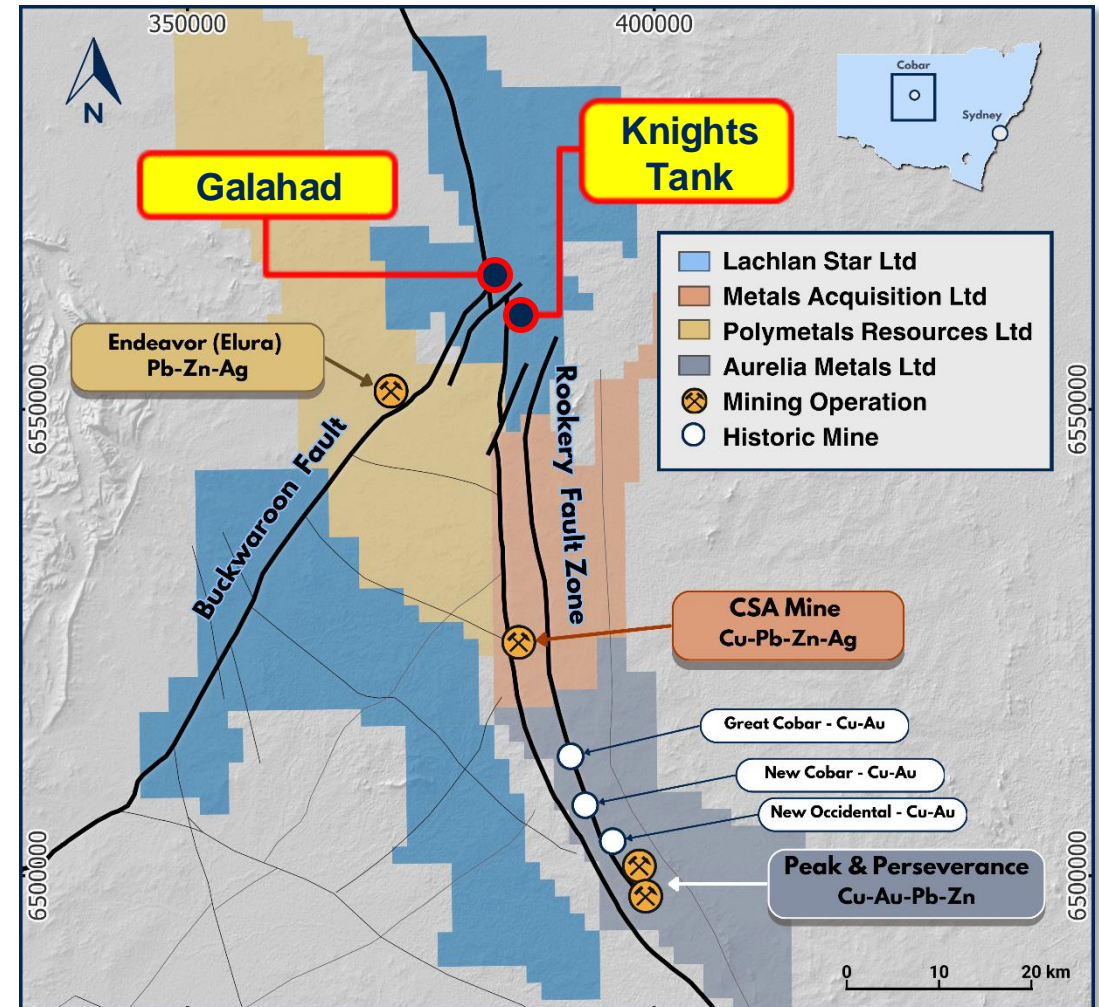 350000
400000
N
Cobar
Sydney
Galahad
Knights
Tank
Lachlan Star Ltd
Metals Acquisition Ltd
Polymetals Resources Ltd
Aurelia Metals Ltd
Mining Operation
Historic Mine
Endeavor (Elura)
Pb-Zn-Ag
6550000
6550000
Buckwaroon Fault
Rookery Fault Zone
CSA Mine
Cu-Pb-Zn-Ag
Great Cobar - Cu-Au
New Cobar - Cu-Au
New Occidental - Cu-Au
Peak & Perseverance
Cu-Au-Pb-Zn
6500000
6500000
0 10 20 km